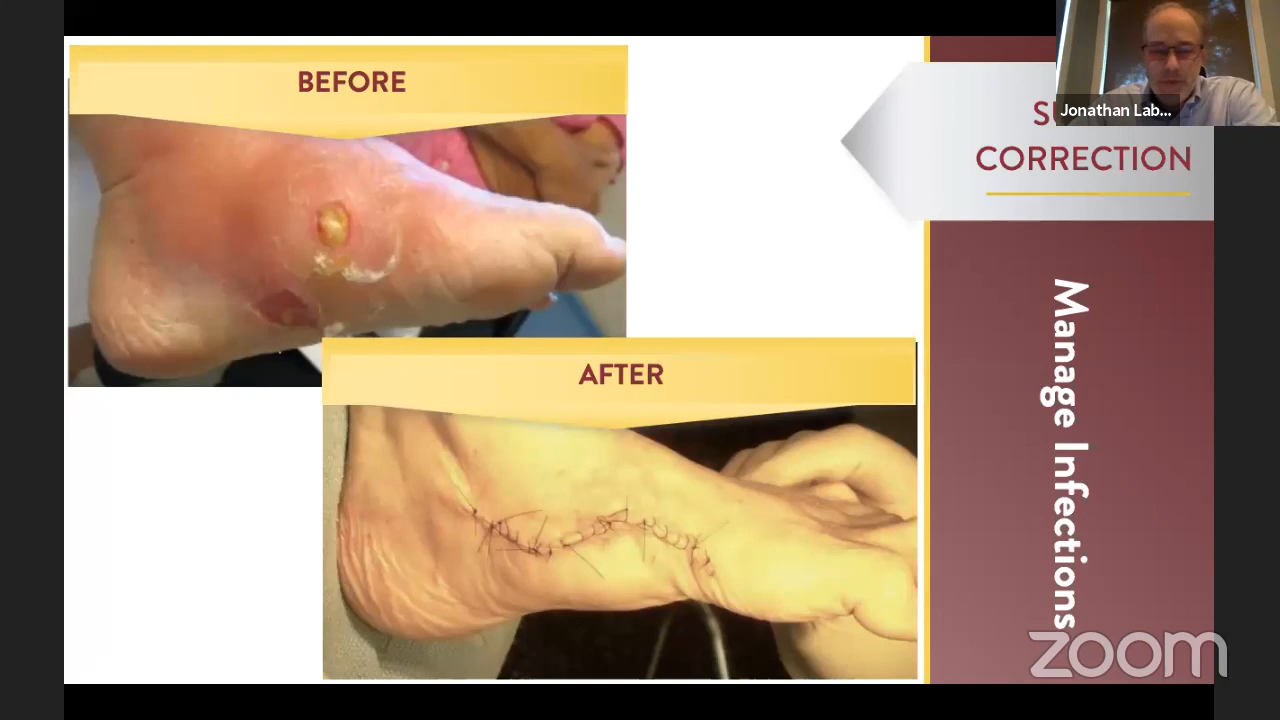 BEFORE
Jonathan Lab...
CORRECTION
AFTER
Manage Infections
zoom